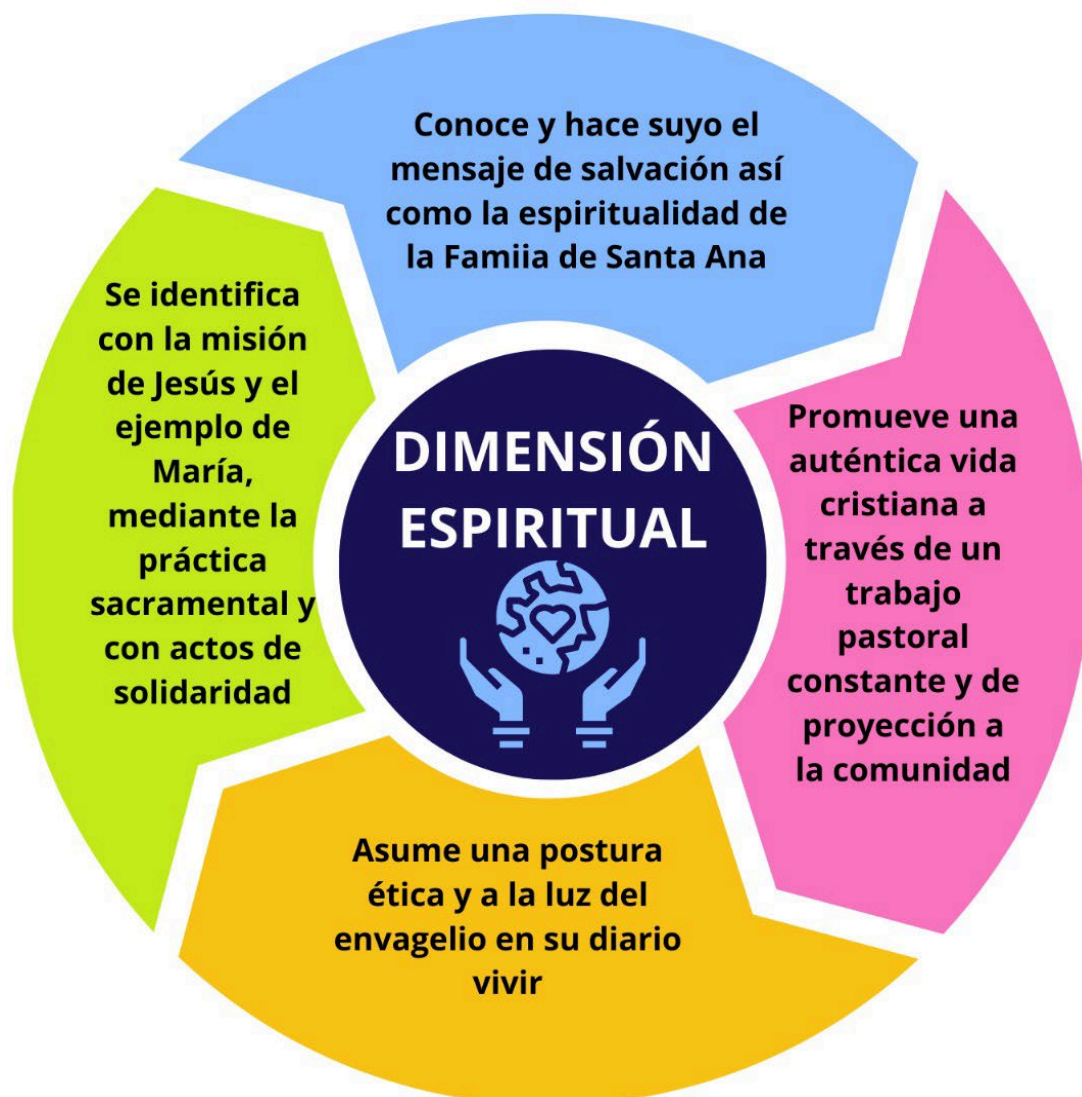 Conoce y hace suyo el
mensaje de salvación así
como la espiritualidad de
la Famiia de Santa Ana
Promueve una
auténtica vida
cristiana a
través de un
trabajo
pastoral
constante y de
proyección a
la comunidad
Asume una postura
ética y a la luz del
envagelio en su diario
vivir
Se identifica
con la misión
de Jesús y el
ejemplo de
María,
mediante la
práctica
sacramental y
con actos de
solidaridad
DIMENSIÓN
ESPIRITUAL